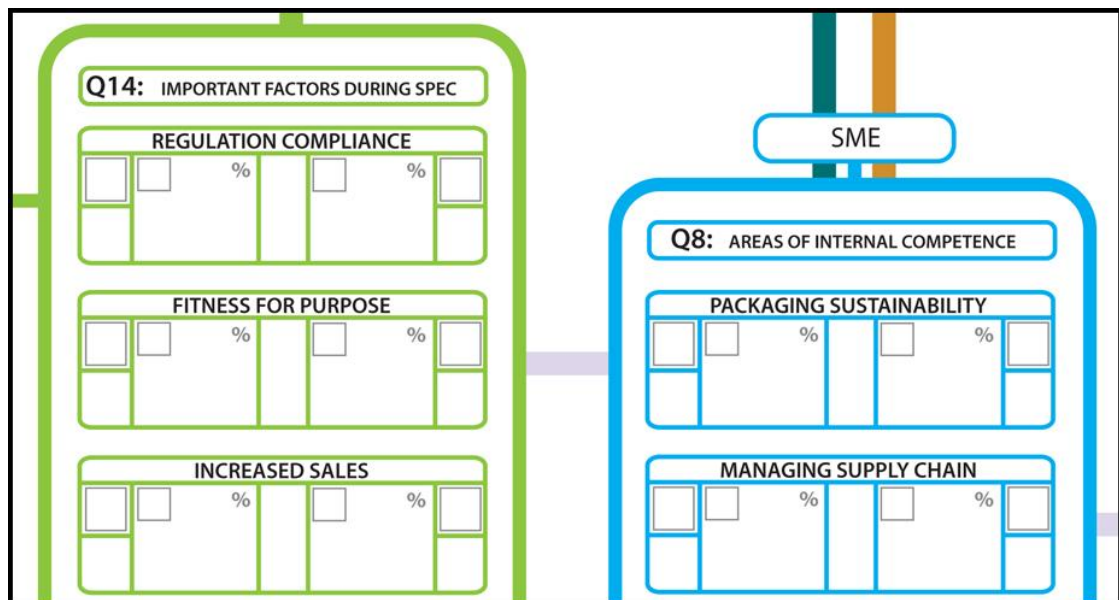 Q14: IMPORTANT FACTORS DURING SPEC
REGULATION COMPLIANCE
% %
FITNESS FOR PURPOSE
% %
INCREASED SALES
% %
SME
Q8: AREAS OF INTERNAL COMPETENCE
PACKAGING SUSTAINABILITY
% %
MANAGING SUPPLY CHAIN
% %